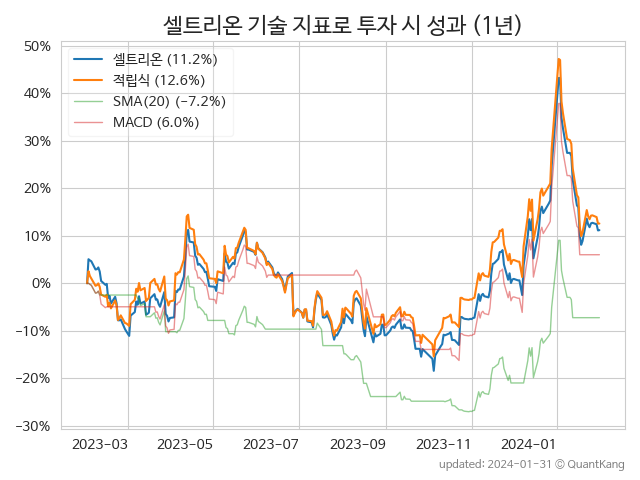 셀트리온 기술 지표로 투자 시 성과 (1년)
셀트리온 (11.2%)
적립식 (12.6%)
SMA(20) (-7.2%)
MACD (6.0%)
50%
40%
30%
20%
10%
0%
-10%
-20%
-30%
2023-03
2023-05
2023-07
2023-09
2023-11
2024-01
updated: 2024-01-31 © QuantKang